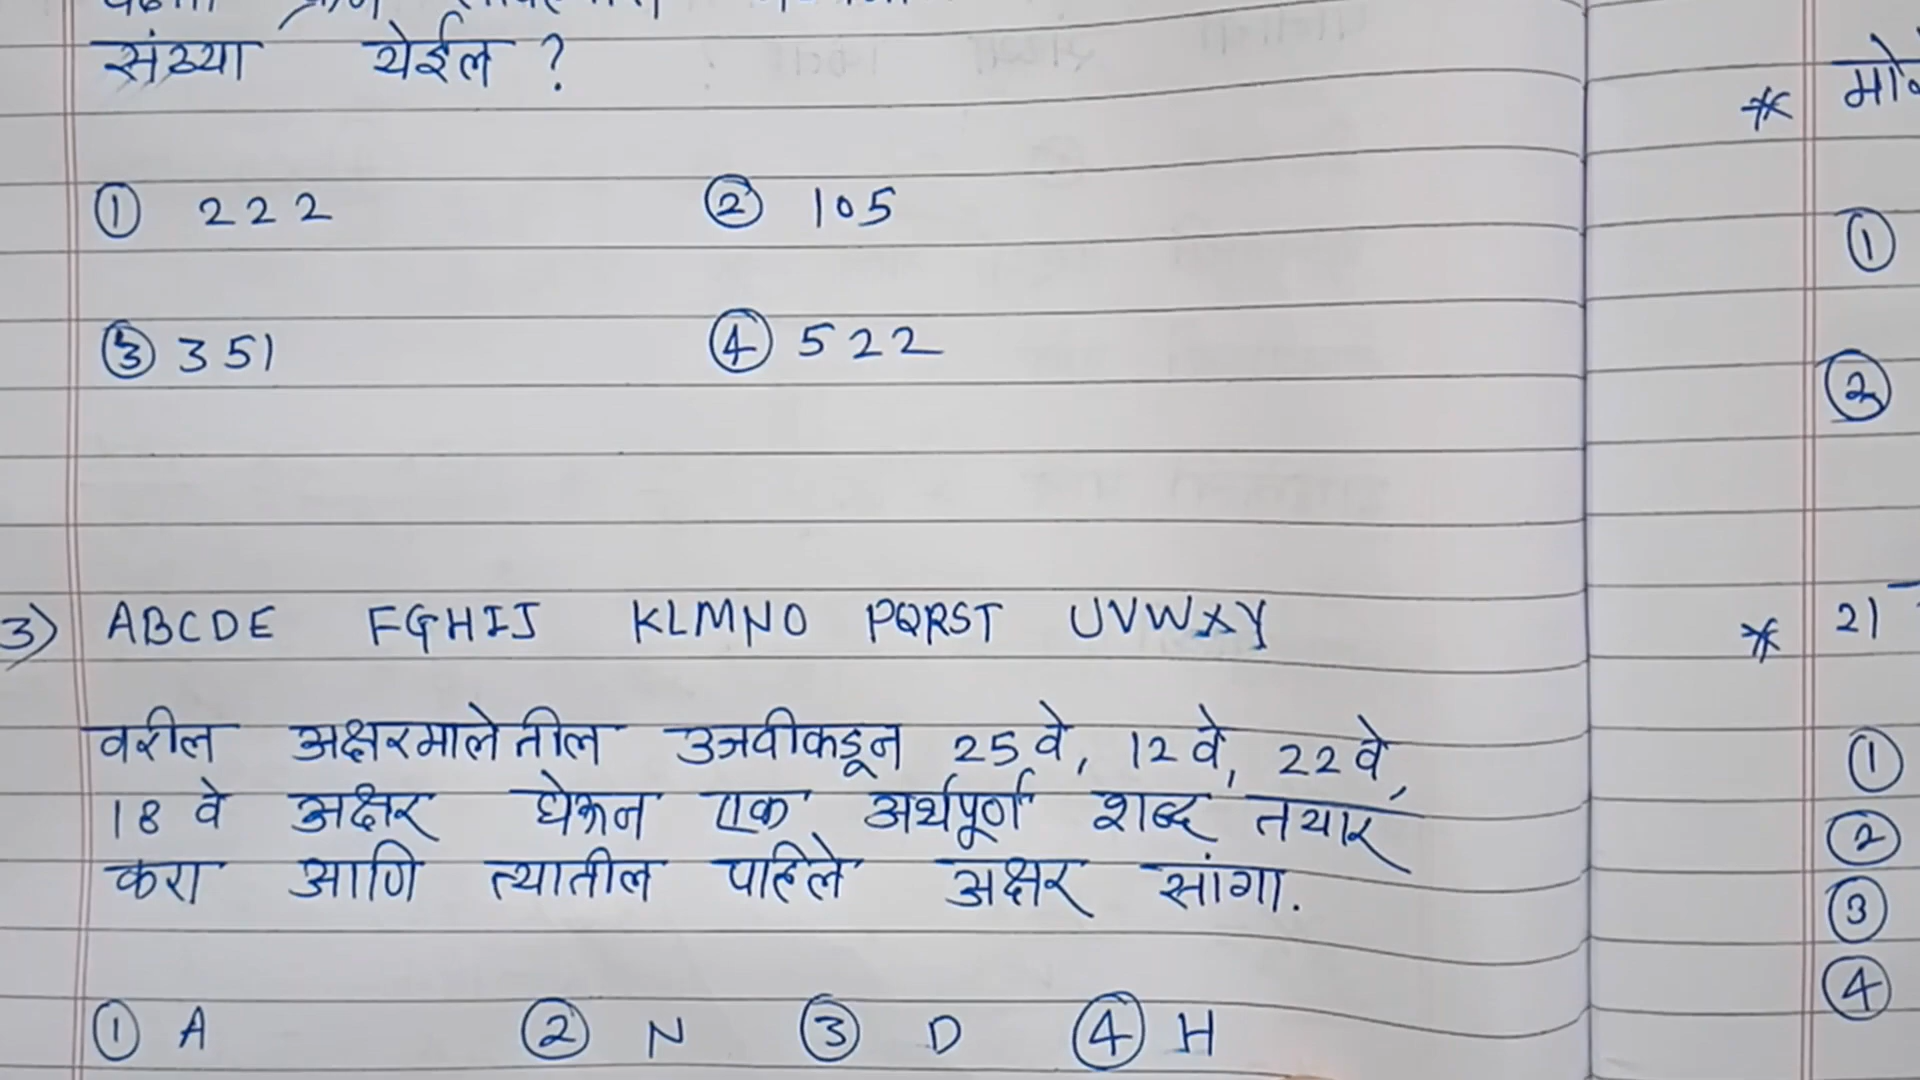 संख्या येईल ?
① 222 ② 105
③ 351 ④ 522
3) ABCDE FGHIJ KLMNO PQRST UVWXY
वरील अक्षरमालेतील उजवीकडून 25 वे, 12 वे, 22 वे,
18 वे अक्षर घेऊन एक अर्थपूर्ण शब्द तयार
करा आणि त्यातील पहिले अक्षर सांगा.
① A ② N ③ D ④ H
*
①
②
* 21
①
②
③
④